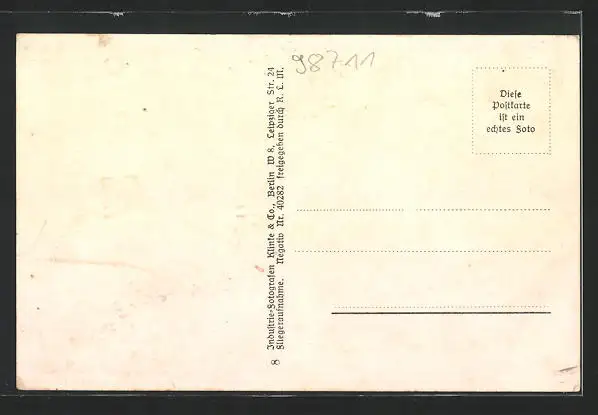 98711
Diese
Postkarte
ist ein
echtes Foto
8 Industrie-Fotografen Klinke & Co., Berlin W 8, Leipziger Str. 24
Fliegeraufnahme. Negativ Nr. 40282 freigegeben durch R. L. M.